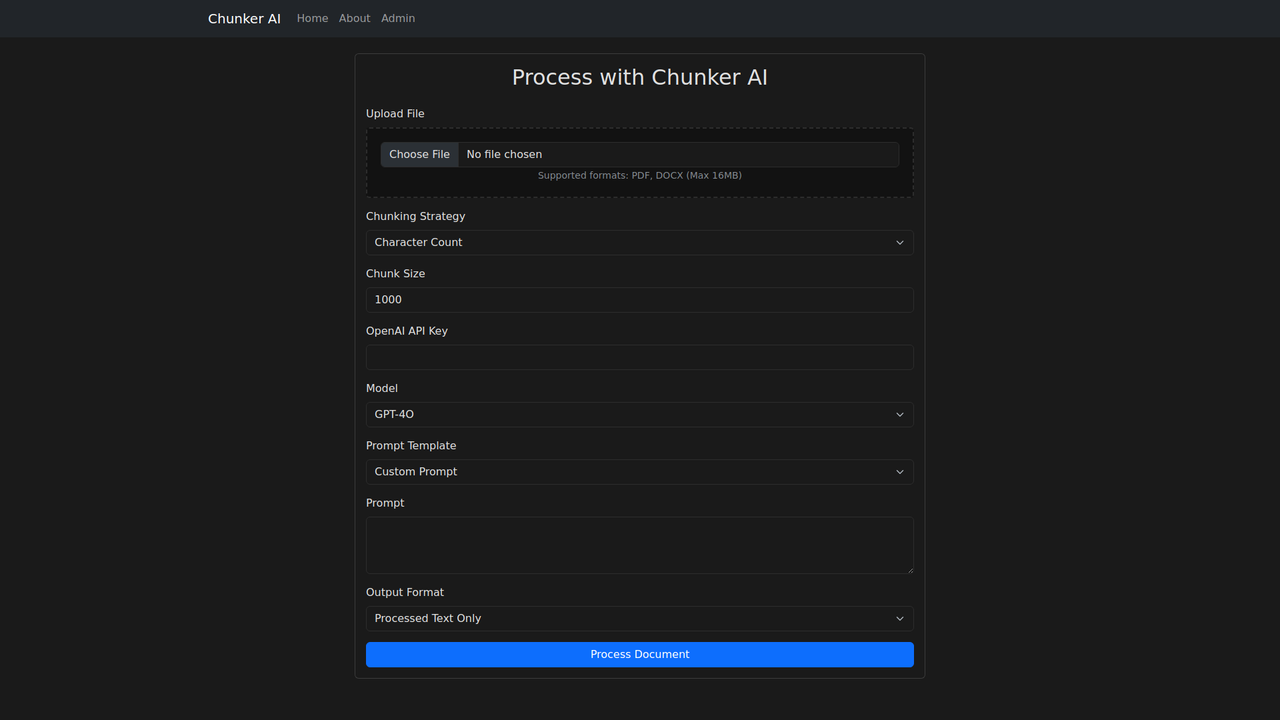 Chunker AI Home About Admin
Process with Chunker AI
Upload File
Choose File No file chosen
Supported formats: PDF, DOCX (Max 16MB)
Chunking Strategy
Character Count
Chunk Size
1000
OpenAI API Key
Model
GPT-4O
Prompt Template
Custom Prompt
Prompt
Output Format
Processed Text Only
Process Document